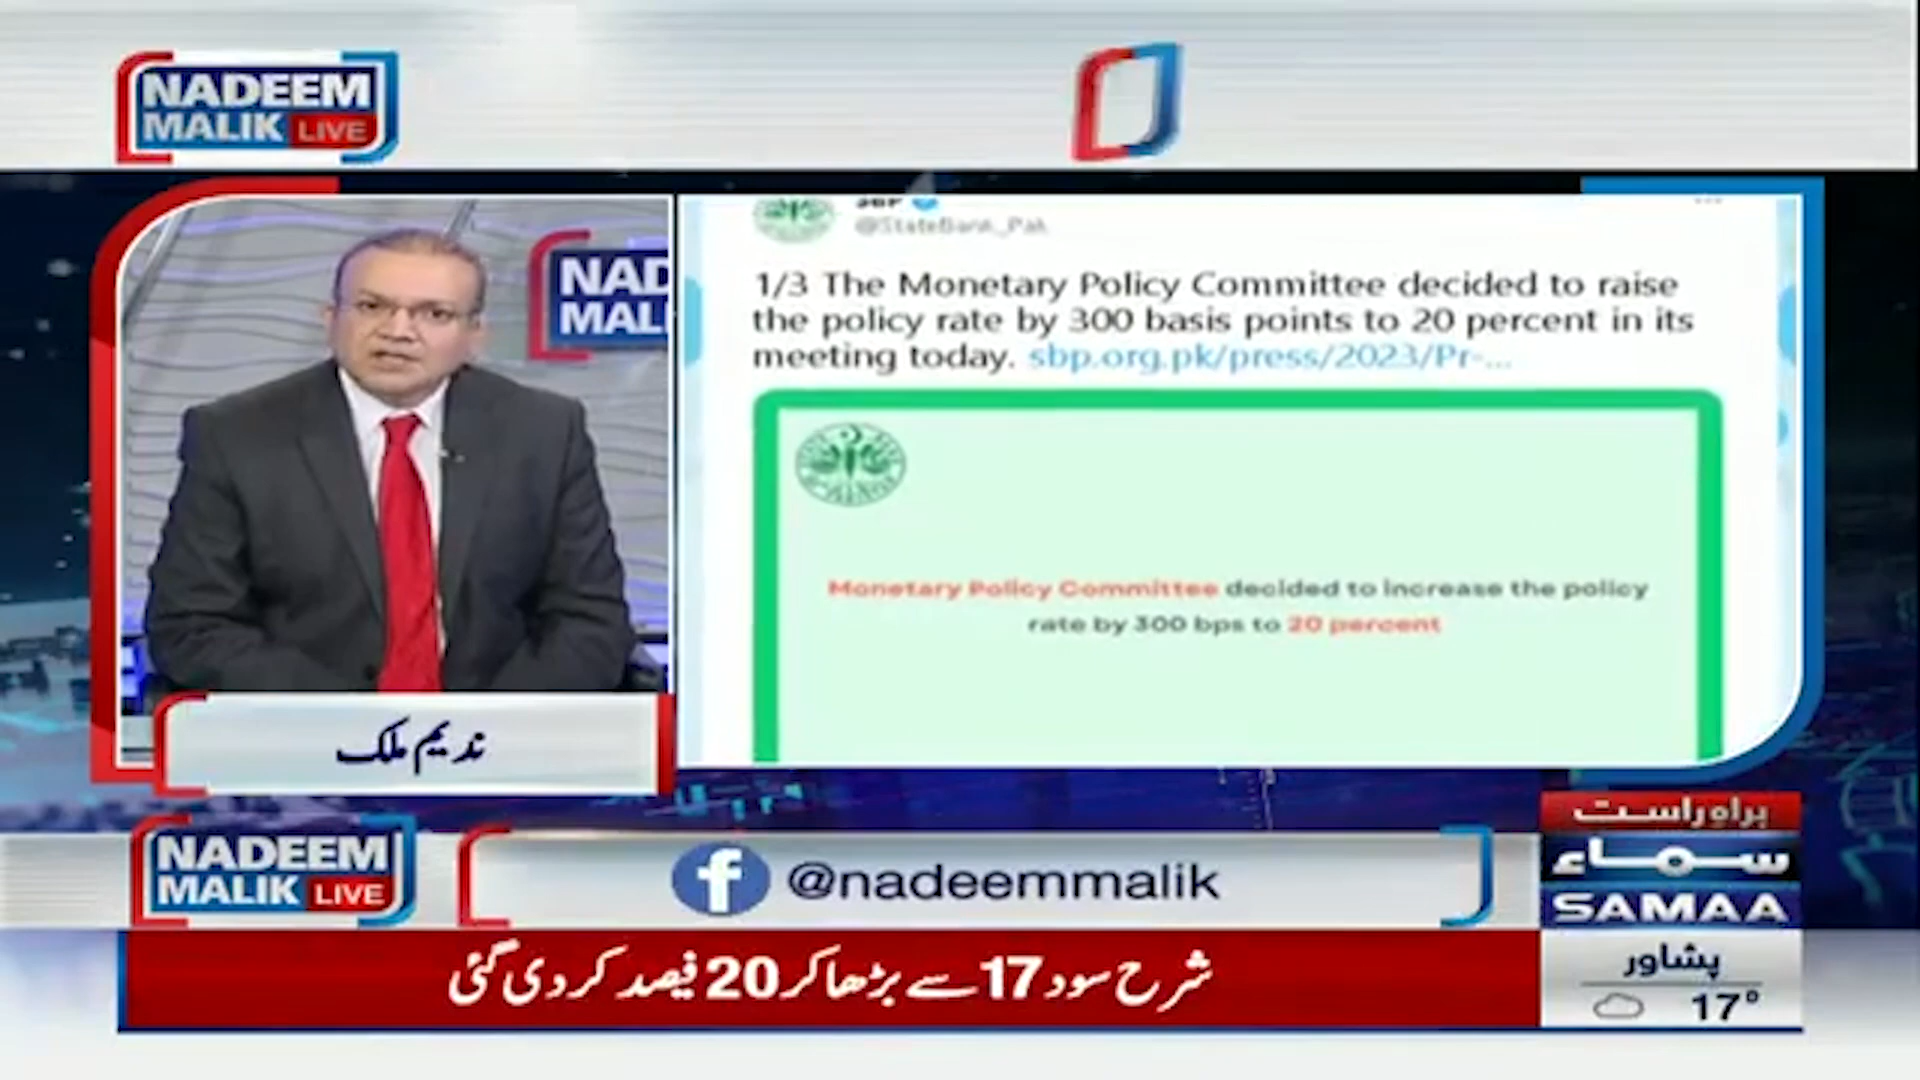 NADEEM
MALIK LIVE
NAD
MALI
SBP
@StateBank_Pak
1/3 The Monetary Policy Committee decided to raise
the policy rate by 300 basis points to 20 percent in its
meeting today. sbp.org.pk/press/2023/Pr-...
Monetary Policy Committee decided to increase the policy
rate by 300 bps to 20 percent
ندیم ملک
NADEEM
MALIK LIVE
@nadeemmalik
براہ راست
سماء
SAMAA
شرح سود 17 سے بڑھا کر 20 فیصد کر دی گئی
پشاور
17°